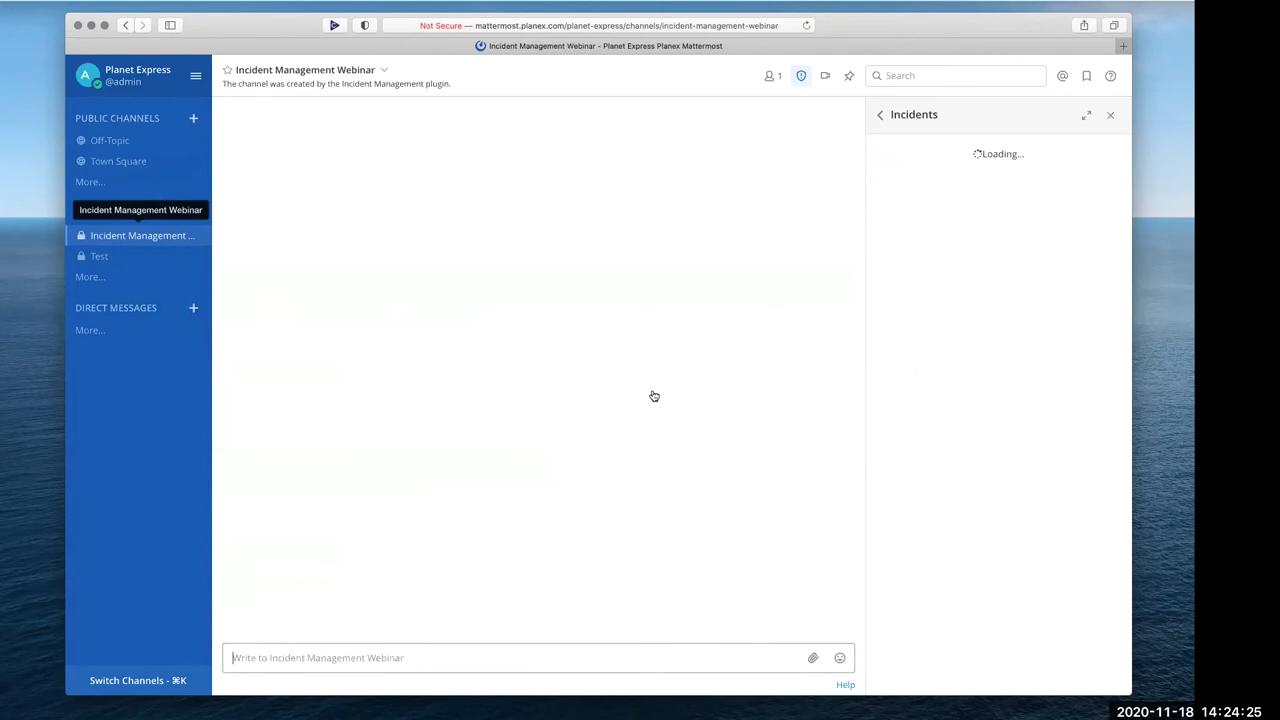 Not Secure — mattermost.planex.com/planet-express/channels/incident-management-webinar
Incident Management Webinar - Planet Express Planex Mattermost
A
Planet Express
@admin
Incident Management Webinar
The channel was created by the Incident Management plugin.
1
Search
PUBLIC CHANNELS
Off-Topic
Town Square
More...
Incident Management Webinar
Incident Management ...
Test
More...
DIRECT MESSAGES
More...
Switch Channels - ⌘K
Write to Incident Management Webinar
Help
Incidents
Loading...
2020-11-18 14:24:25